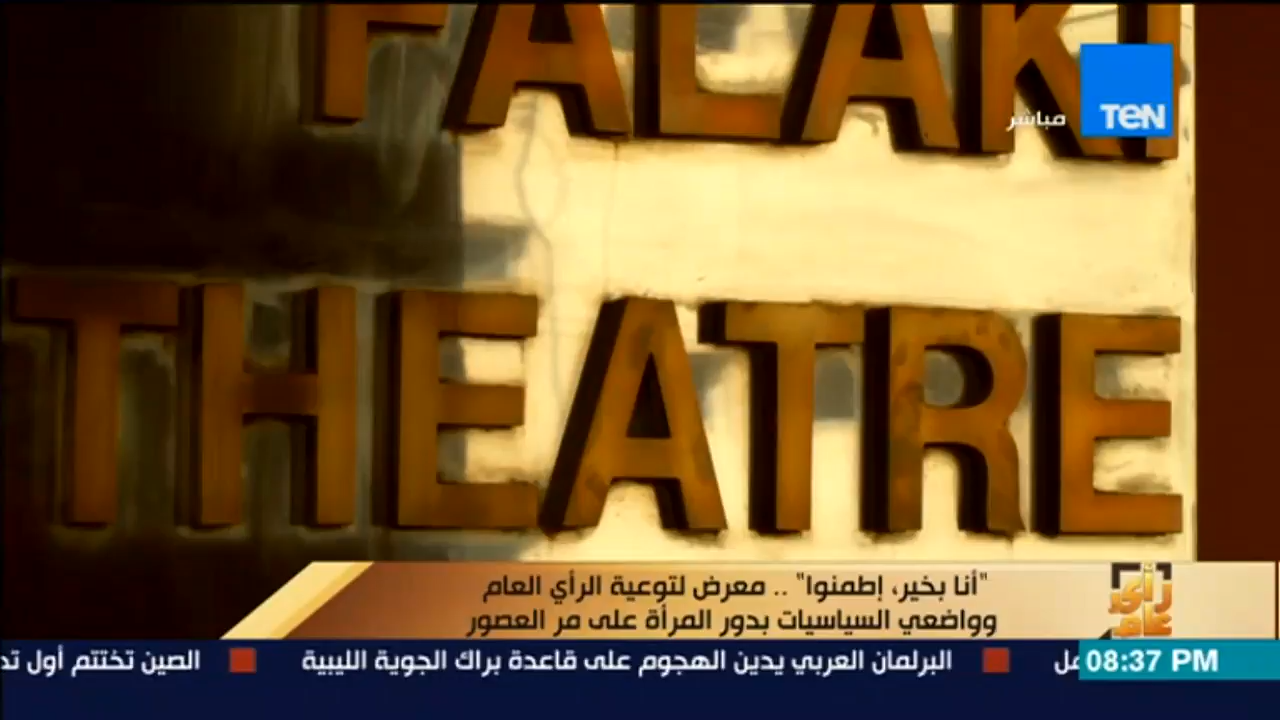 FALAKI
TEN
مباشر
THEATRE
"أنا بخير، إطمنوا" .. معرض لتوعية الرأي العام
وواضعي السياسيات بدور المرأة على مر العصور
رأي عام
البرلمان العربي يدين الهجوم على قاعدة براك الجوية الليبية
الصين تختتم أول
08:37 PM